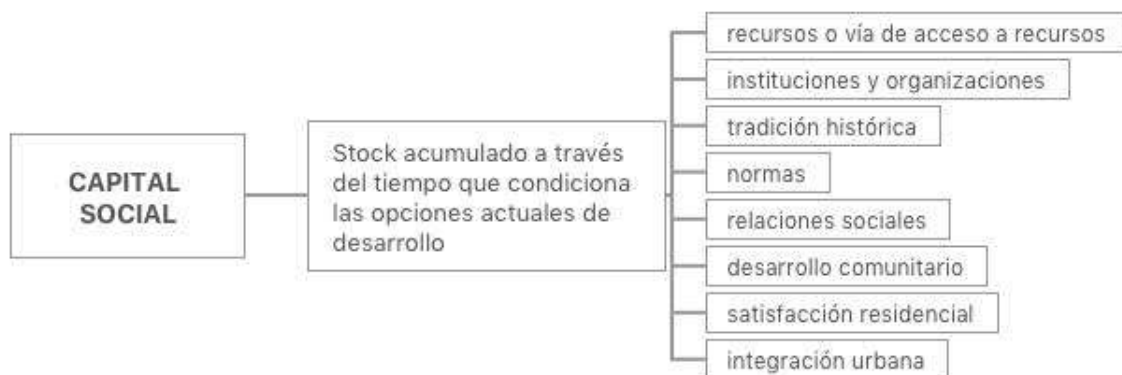 CAPITAL
SOCIAL
Stock acumulado a través
del tiempo que condiciona
las opciones actuales de
desarrollo
recursos o vía de acceso a recursos
instituciones y organizaciones
tradición histórica
normas
relaciones sociales
desarrollo comunitario
satisfacción residencial
integración urbana